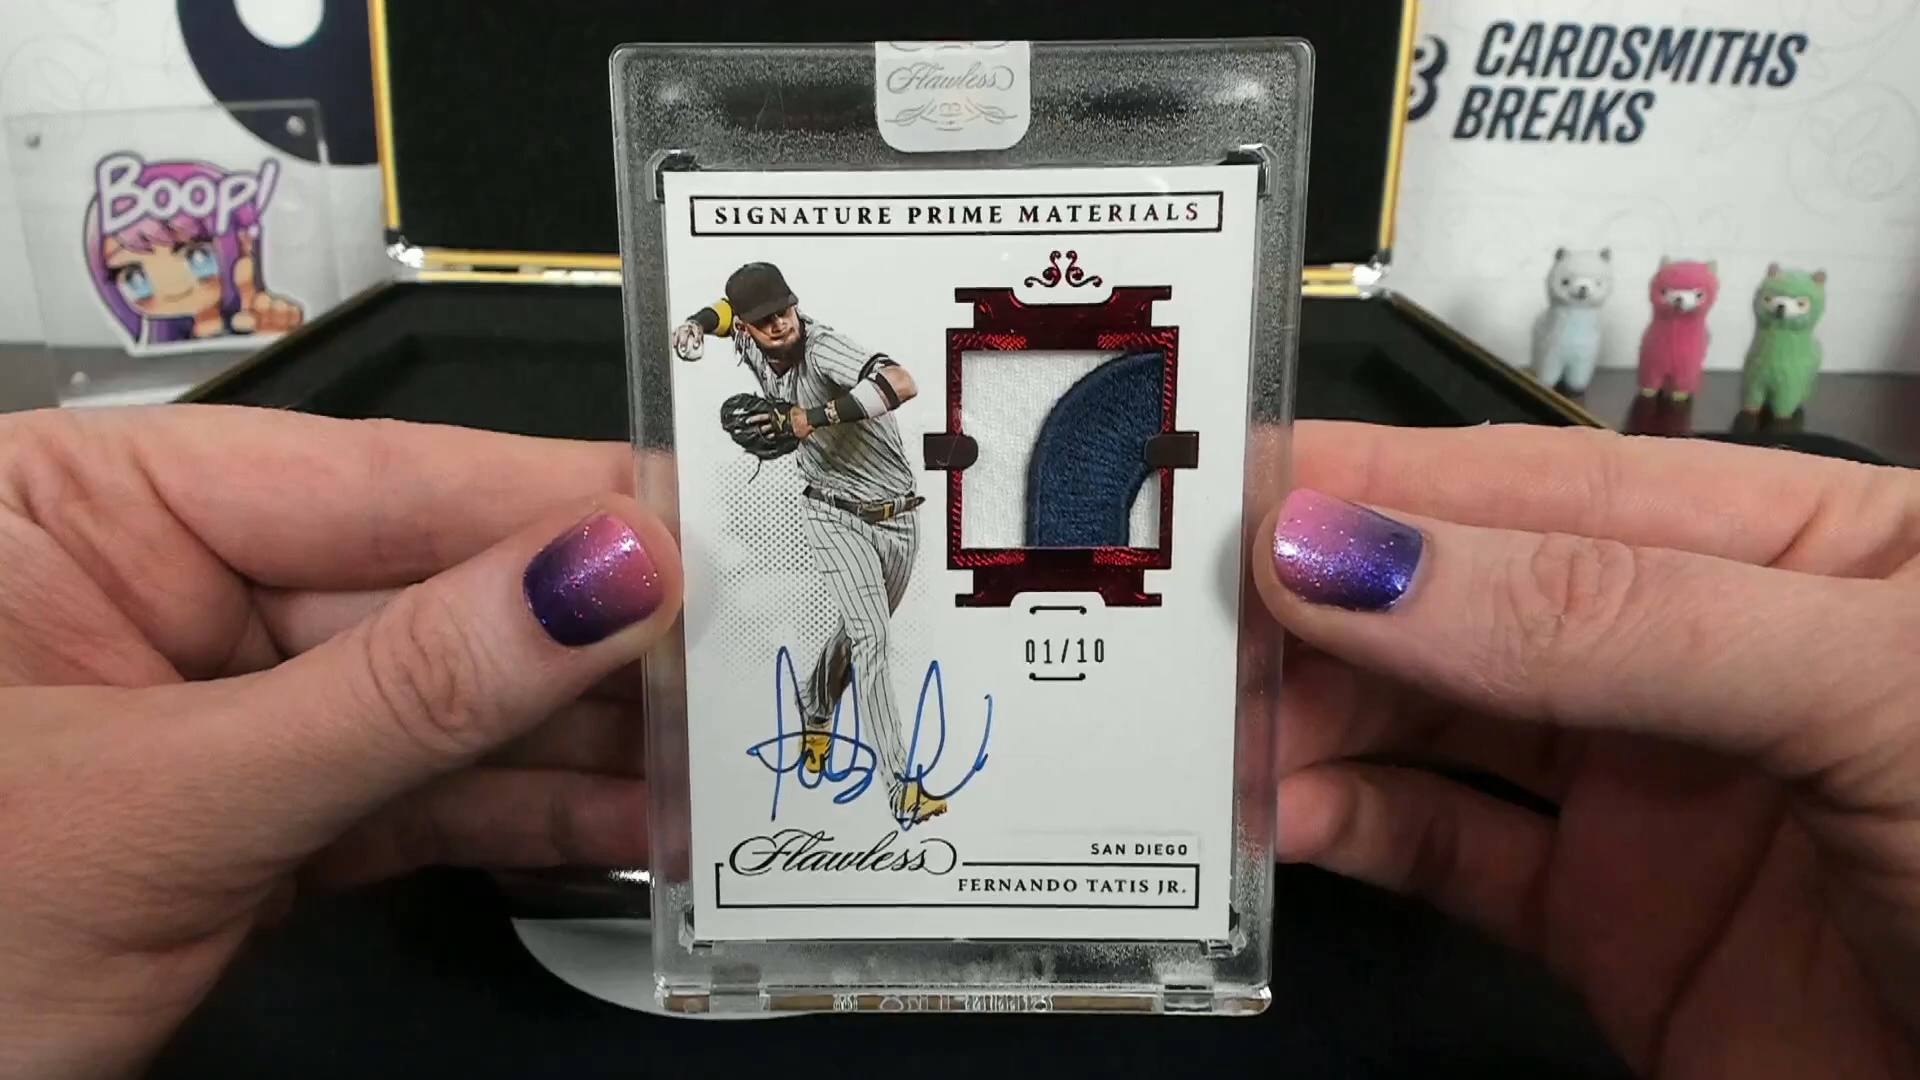 Flawless
CARDSMITHS
BREAKS
Boop!
SIGNATURE PRIME MATERIALS
01/10
Flawless
SAN DIEGO
FERNANDO TATIS JR.